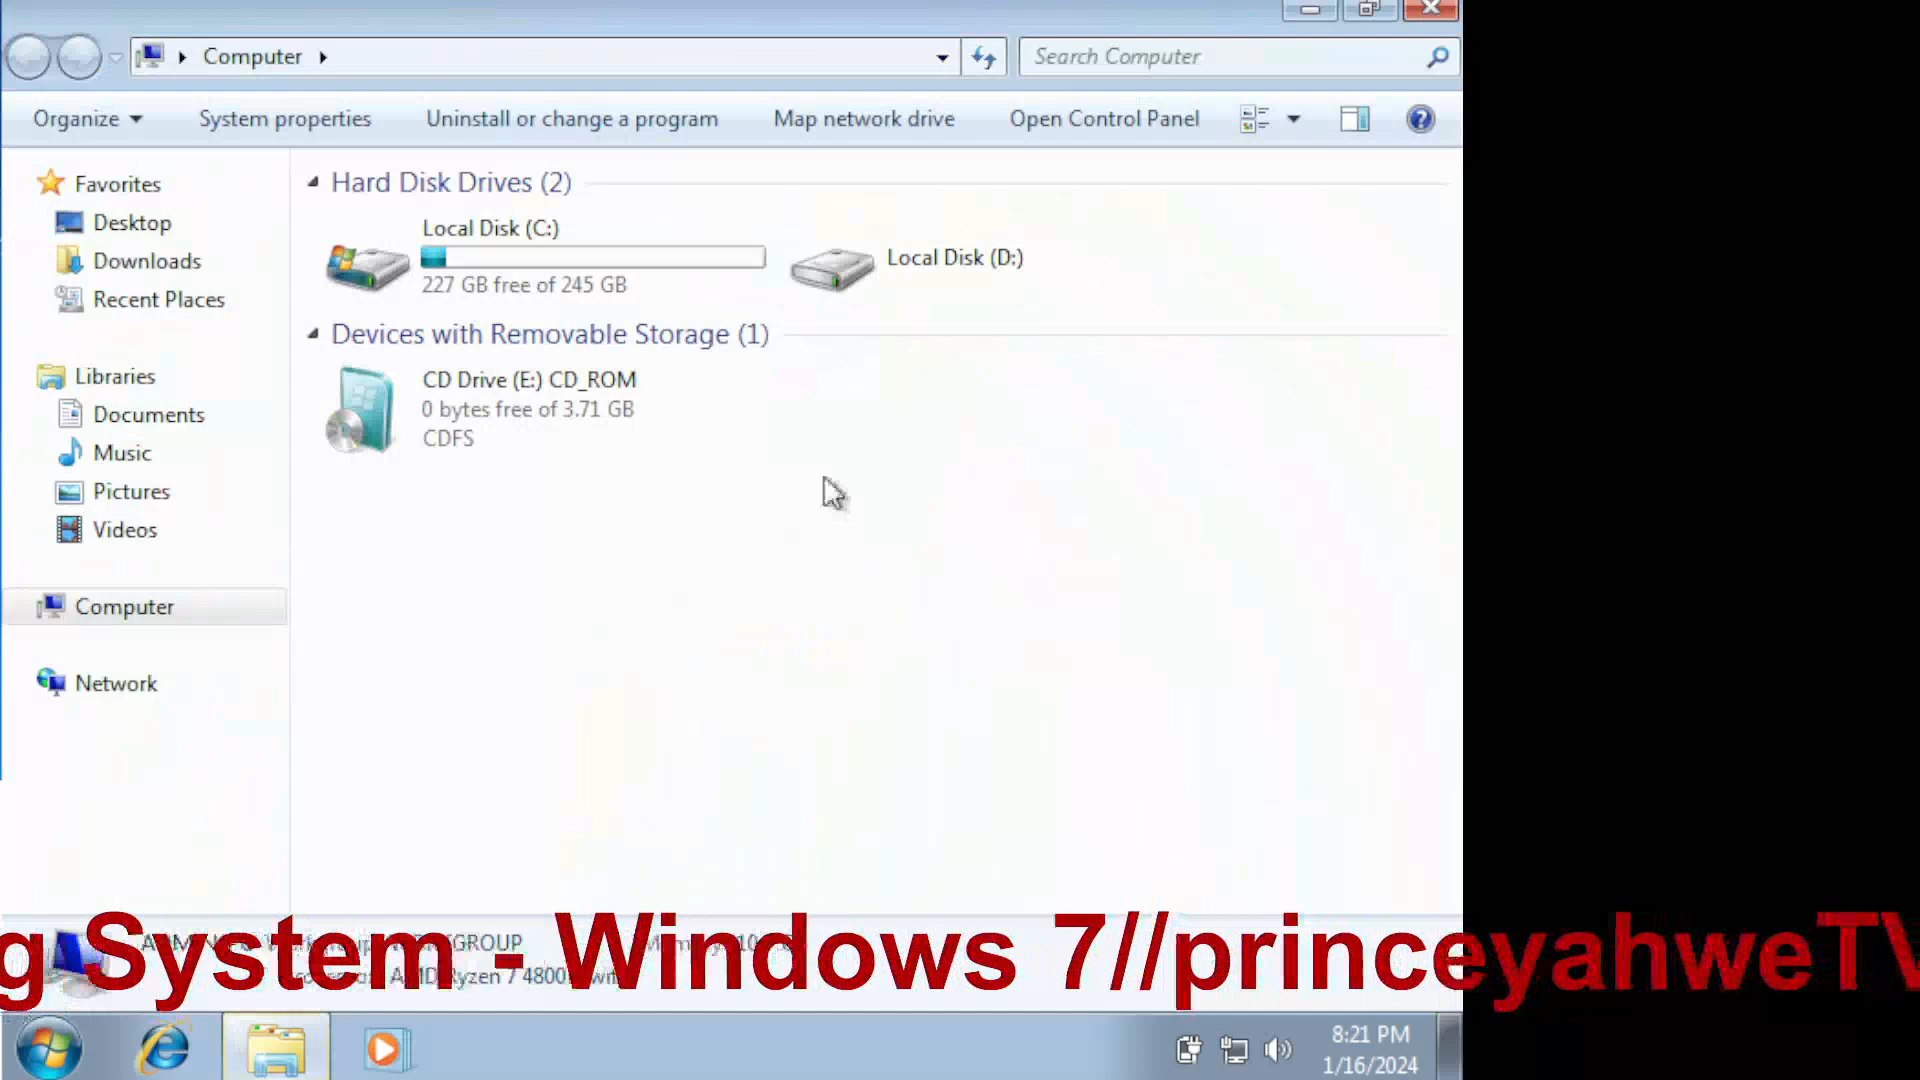 Computer
Search Computer
Organize
System properties
Uninstall or change a program
Map network drive
Open Control Panel
Favorites
Desktop
Downloads
Recent Places
Libraries
Documents
Music
Pictures
Videos
Computer
Network
Hard Disk Drives (2)
Local Disk (C:)
227 GB free of 245 GB
Local Disk (D:)
Devices with Removable Storage (1)
CD Drive (E:) CD_ROM
0 bytes free of 3.71 GB
CDFS
g System - Windows 7//princeyahweTV
AMD Ryzen 7 4800
8:21 PM
1/16/2024